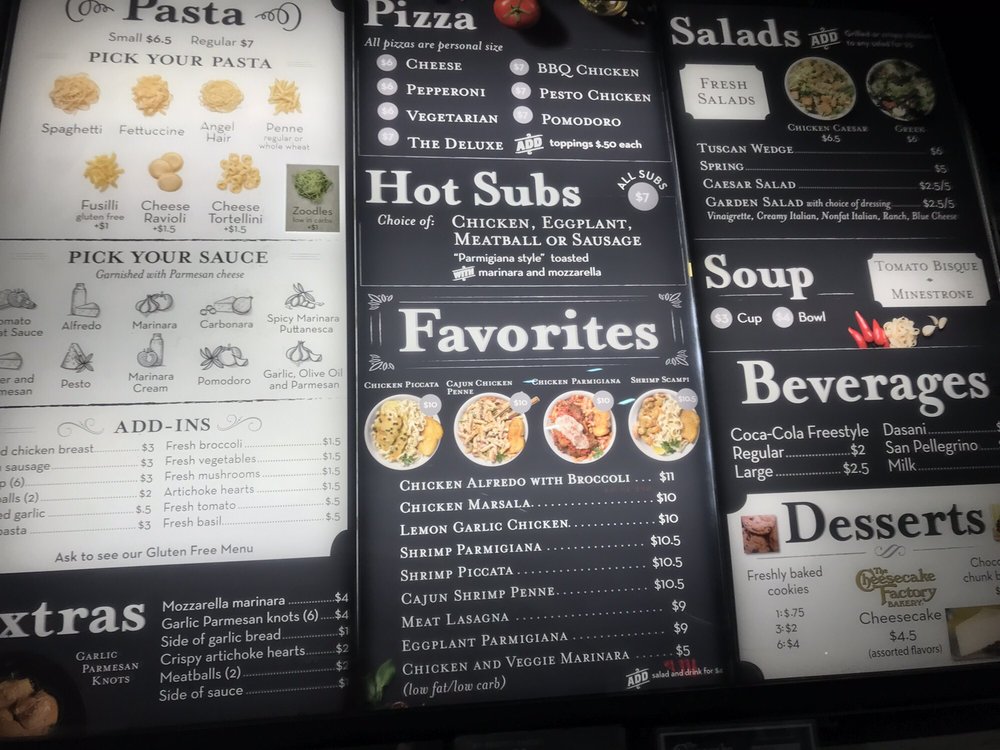 Pasta
Small $6.5 Regular $7
PICK YOUR PASTA
Spaghetti
Fettuccine
Angel Hair
Penne
regular or
whole wheat
Fusilli
gluten free
+$1
Cheese
Ravioli
+$1.5
Cheese
Tortellini
+$1.5
Zoodles
low in carbs
+$1
PICK YOUR SAUCE
Garnished with Parmesan cheese
Alfredo
Marinara
Carbonara
Spicy Marinara
Puttanesca
Pesto
Marinara
Cream
Pomodoro
Garlic, Olive Oil
and Parmesan
ADD-INS
chicken breast $3
sausage $3
(6) $3
(2) $2
garlic $.5
pasta $3
Fresh broccoli $1.5
Fresh vegetables $1.5
Fresh mushrooms $1.5
Artichoke hearts $1.5
Fresh tomato $.5
Fresh basil $.5
Ask to see our Gluten Free Menu
xtras
GARLIC
PARMESAN
KNOTS
Mozzarella marinara $4
Garlic Parmesan knots (6) $4
Side of garlic bread $1
Crispy artichoke hearts $2
Meatballs (2) $2
Side of sauce
Pizza
All pizzas are personal size
$6 CHEESE
$6 PEPPERONI
$6 VEGETARIAN
$7 THE DELUXE
$7 BBQ CHICKEN
$7 PESTO CHICKEN
$7 POMODORO
ADD toppings $.50 each
Hot Subs
ALL SUBS
$7
Choice of: CHICKEN, EGGPLANT,
MEATBALL OR SAUSAGE
"Parmigiana style" toasted
WITH marinara and mozzarella
Favorites
CHICKEN PICCATA
$10
CAJUN CHICKEN
PENNE
$10
CHICKEN PARMIGIANA
$10
SHRIMP SCAMPI
$10.5
CHICKEN ALFREDO WITH BROCCOLI . $11
CHICKEN MARSALA $10
LEMON GARLIC CHICKEN $10
SHRIMP PARMIGIANA $10.5
SHRIMP PICCATA $10.5
CAJUN SHRIMP PENNE $10.5
MEAT LASAGNA $9
EGGPLANT PARMIGIANA $9
CHICKEN AND VEGGIE MARINARA $5
(low fat/low carb)
ADD salad and drink for
Salads
ADD Grilled or crispy chicken
to any salad for
FRESH
SALADS
CHICKEN CAESAR
$6.5
GREEK
$6
TUSCAN WEDGE $6
SPRING $5
CAESAR SALAD $2.5/5
GARDEN SALAD with choice of dressing $2.5/5
Vinaigrette, Creamy Italian, Nonfat Italian, Ranch, Blue Cheese
Soup
TOMATO BISQUE
MINESTRONE
$3 Cup $4 Bowl
Beverages
Coca-Cola Freestyle
Regular $2
Large $2.5
Dasani
San Pellegrino
Milk
Desserts
Freshly baked
cookies
1: $.75
3: $2
6: $4
The
Cheesecake
Factory
BAKERY
Cheesecake
$4.5
(assorted flavors)
chunk